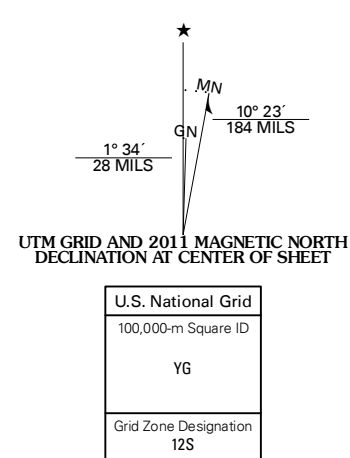 ★
MN
GN
10° 23´
184 MILS
1° 34´
28 MILS
UTM GRID AND 2011 MAGNETIC NORTH
DECLINATION AT CENTER OF SHEET
U.S. National Grid
100,000-m Square ID
YG
Grid Zone Designation
12S